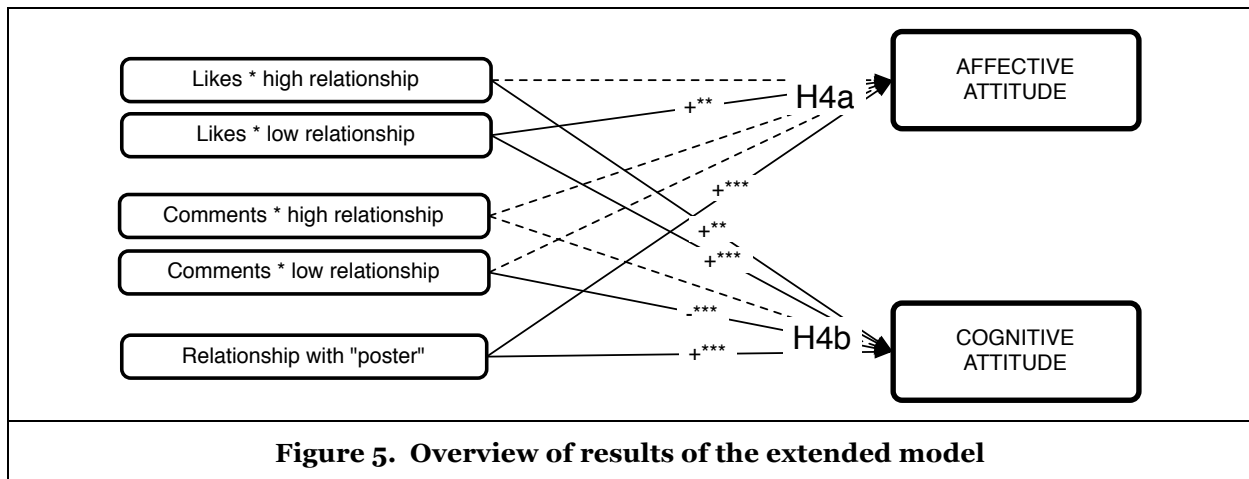 Likes * high relationship
Likes * low relationship
Comments * high relationship
Comments * low relationship
Relationship with "poster"
+**
H4a
+***
+**
+***
-***
H4b
+***
AFFECTIVE
ATTITUDE
COGNITIVE
ATTITUDE
Figure 5. Overview of results of the extended model